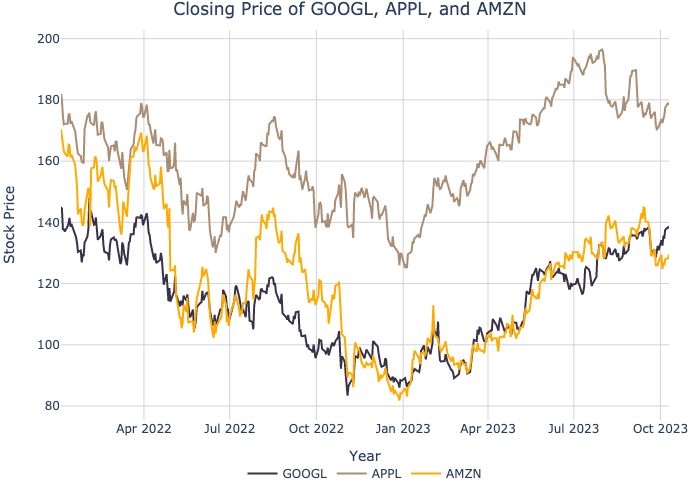 Closing Price of GOOGL, APPL, and AMZN
200
180
160
140
120
100
80
Stock Price
Apr 2022 Jul 2022 Oct 2022 Jan 2023 Apr 2023 Jul 2023 Oct 2023
Year
GOOGL APPL AMZN